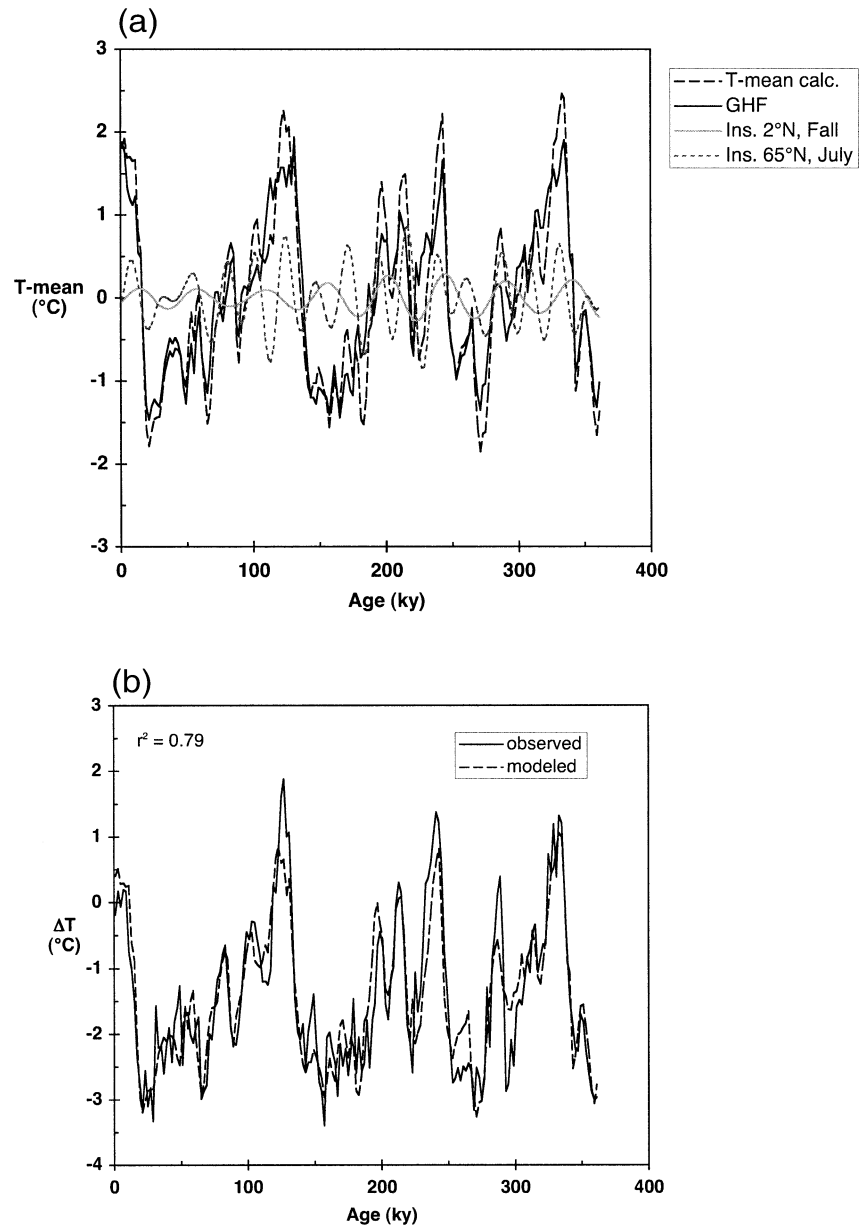 (a)
3
2
1
0
-1
-2
-3
T-mean
(°C)
0
100
200
300
400
Age (ky)
T-mean calc.
GHF
Ins. 2°N, Fall
Ins. 65°N, July
(b)
3
2
1
0
-1
-2
-3
-4
ΔT
(°C)
r² = 0.79
observed
modeled
0
100
200
300
400
Age (ky)